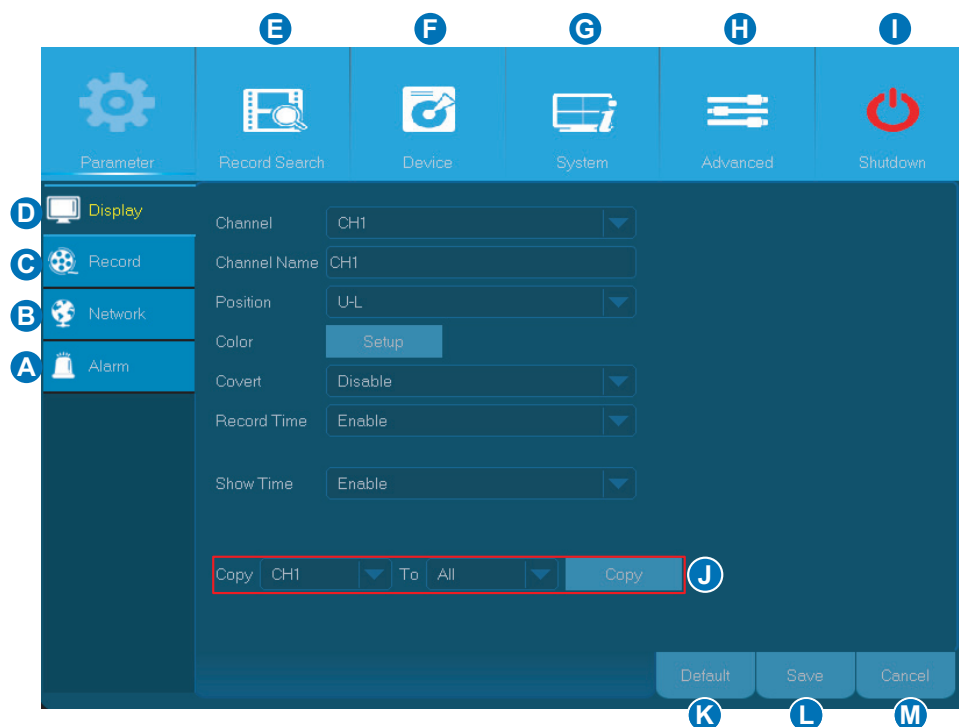 E F G H I
Parameter Record Search Device System Advanced Shutdown
D Display
C Record
B Network
A Alarm
Channel CH1
Channel Name CH1
Position U-L
Color Setup
Covert Disable
Record Time Enable
Show Time Enable
Copy CH1 To All Copy J
Default Save Cancel
K L M